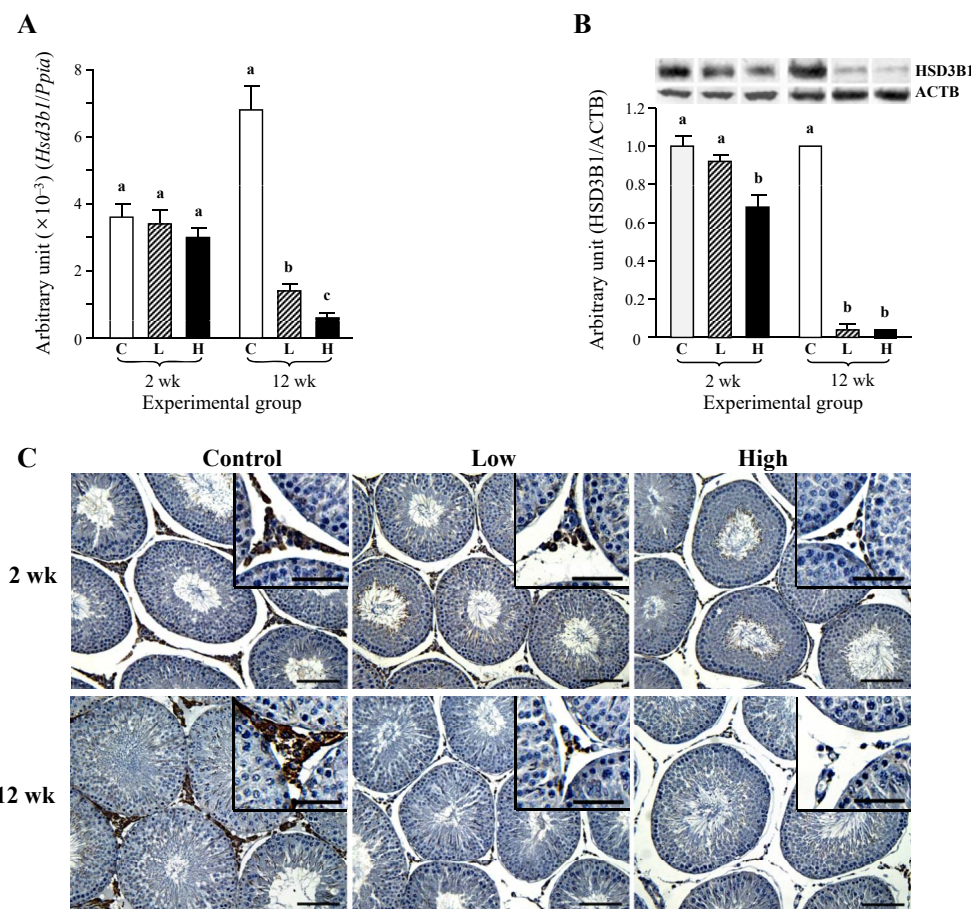 A
Arbitrary unit (×10⁻³) (Hsd3b1/Ppia)
8
6
4
2
0
a
a
a
a
b
c
C L H C L H
2 wk 12 wk
Experimental group
B
HSD3B1
ACTB
Arbitrary unit (HSD3B1/ACTB)
1.2
1.0
0.8
0.6
0.4
0.2
0
a
a
b
a
b
b
C L H C L H
2 wk 12 wk
Experimental group
C
Control Low High
2 wk
12 wk